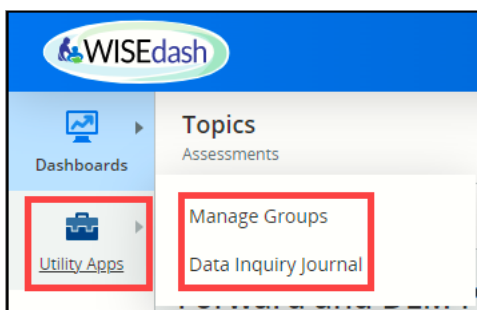 WISEdash
Topics
Assessments
Dashboards
Manage Groups
Data Inquiry Journal
Utility Apps